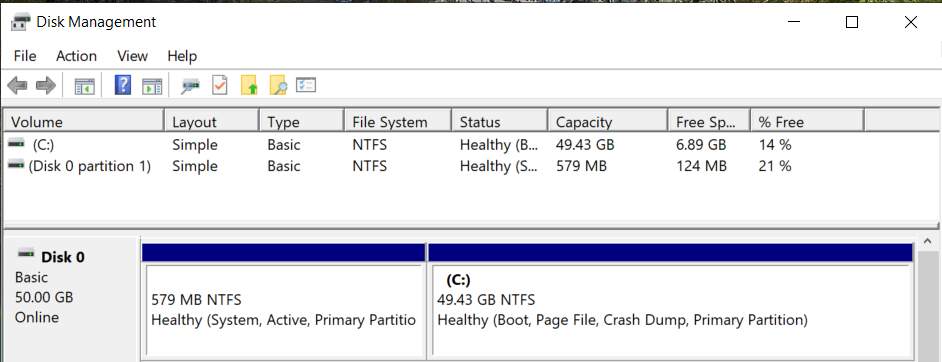 Disk Management
File Action View Help
Volume Layout Type File System Status Capacity Free Sp... % Free
(C:) Simple Basic NTFS Healthy (B... 49.43 GB 6.89 GB 14 %
(Disk 0 partition 1) Simple Basic NTFS Healthy (S... 579 MB 124 MB 21 %
Disk 0
Basic
50.00 GB
Online
579 MB NTFS
Healthy (System, Active, Primary Partitio
(C:)
49.43 GB NTFS
Healthy (Boot, Page File, Crash Dump, Primary Partition)